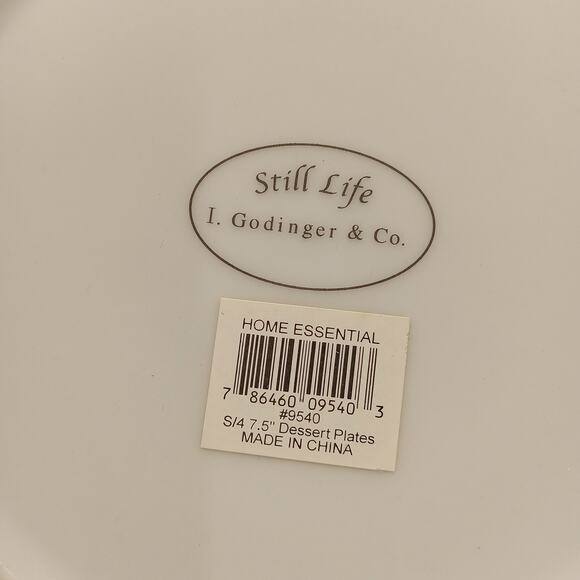 Still Life
I. Godinger & Co.
HOME ESSENTIAL
7 86460 09540 3
#9540
S/4 7.5" Dessert Plates
MADE IN CHINA